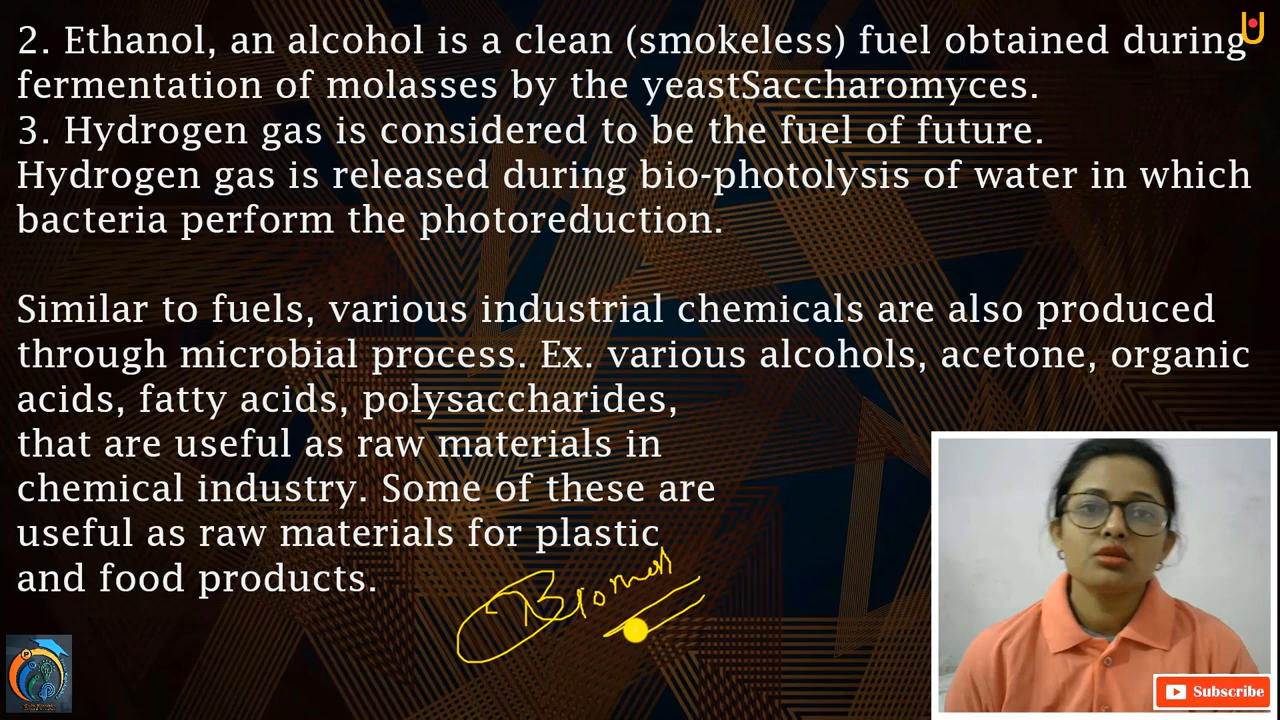 2. Ethanol, an alcohol is a clean (smokeless) fuel obtained during
fermentation of molasses by the yeastSaccharomyces.
3. Hydrogen gas is considered to be the fuel of future.
Hydrogen gas is released during bio-photolysis of water in which
bacteria perform the photoreduction.
Similar to fuels, various industrial chemicals are also produced
through microbial process. Ex. various alcohols, acetone, organic
acids, fatty acids, polysaccharides,
that are useful as raw materials in
chemical industry. Some of these are
useful as raw materials for plastic
and food products.
Subscribe